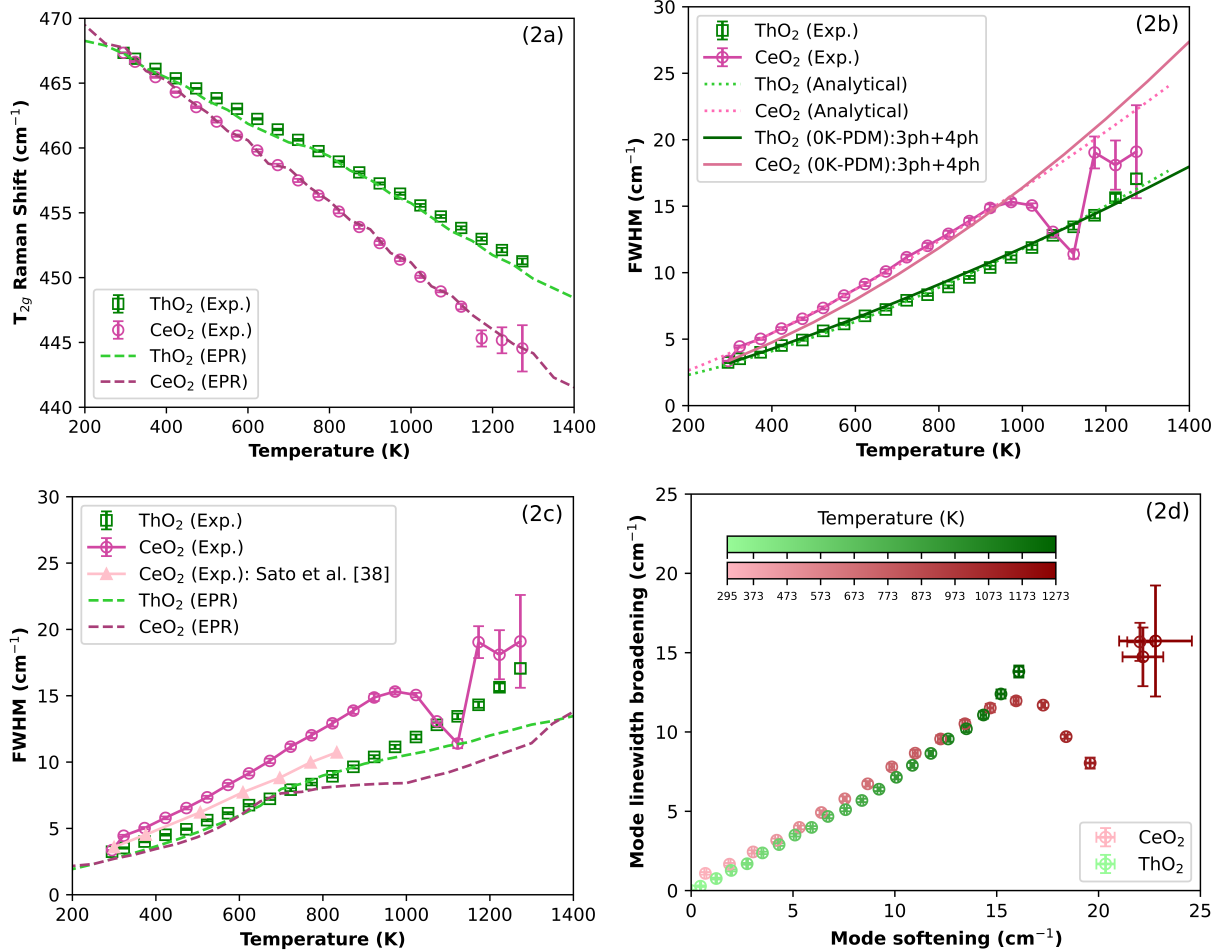 (2a)
T2g Raman Shift (cm−1)
470
465
460
455
450
445
440
ThO2 (Exp.)
CeO2 (Exp.)
ThO2 (EPR)
CeO2 (EPR)
200 400 600 800 1000 1200 1400
Temperature (K)
(2b)
FWHM (cm−1)
30
25
20
15
10
5
0
ThO2 (Exp.)
CeO2 (Exp.)
ThO2 (Analytical)
CeO2 (Analytical)
ThO2 (0K-PDM):3ph+4ph
CeO2 (0K-PDM):3ph+4ph
200 400 600 800 1000 1200 1400
Temperature (K)
(2c)
FWHM (cm−1)
30
25
20
15
10
5
0
ThO2 (Exp.)
CeO2 (Exp.)
CeO2 (Exp.): Sato et al. [38]
ThO2 (EPR)
CeO2 (EPR)
200 400 600 800 1000 1200 1400
Temperature (K)
(2d)
Mode linewidth broadening (cm−1)
25
20
15
10
5
0
Temperature (K)
295 373 473 573 673 773 873 973 1073 1173 1273
CeO2
ThO2
0 5 10 15 20 25
Mode softening (cm−1)